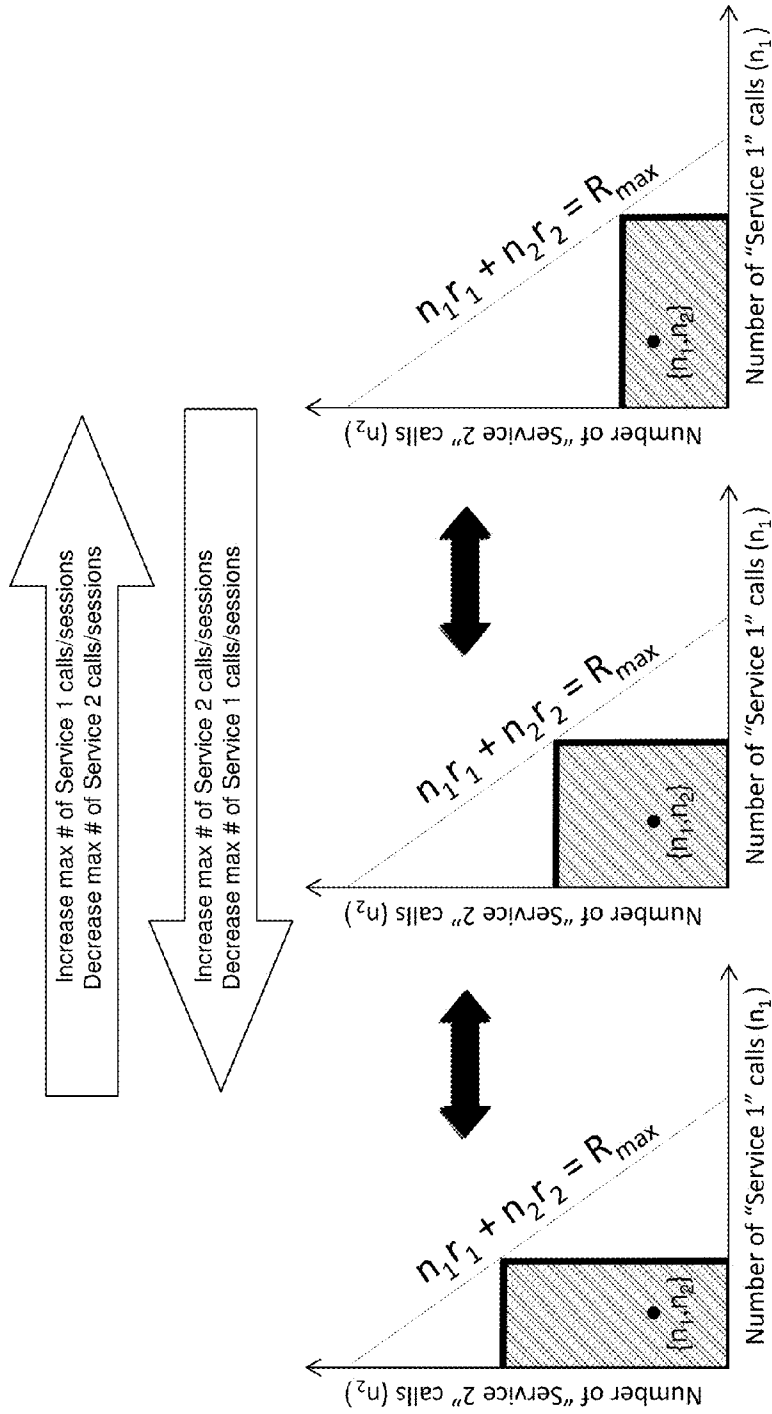 Increase max # of Service 1 calls/sessions
Decrease max # of Service 2 calls/sessions
Increase max # of Service 2 calls/sessions
Decrease max # of Service 1 calls/sessions
Number of "Service 2" calls (n₂)
n₁r₁ + n₂r₂ = Rₘₐₓ
{n₁,n₂}
Number of "Service 1" calls (n₁)
Number of "Service 2" calls (n₂)
n₁r₁ + n₂r₂ = Rₘₐₓ
{n₁,n₂}
Number of "Service 1" calls (n₁)
Number of "Service 2" calls (n₂)
n₁r₁ + n₂r₂ = Rₘₐₓ
{n₁,n₂}
Number of "Service 1" calls (n₁)